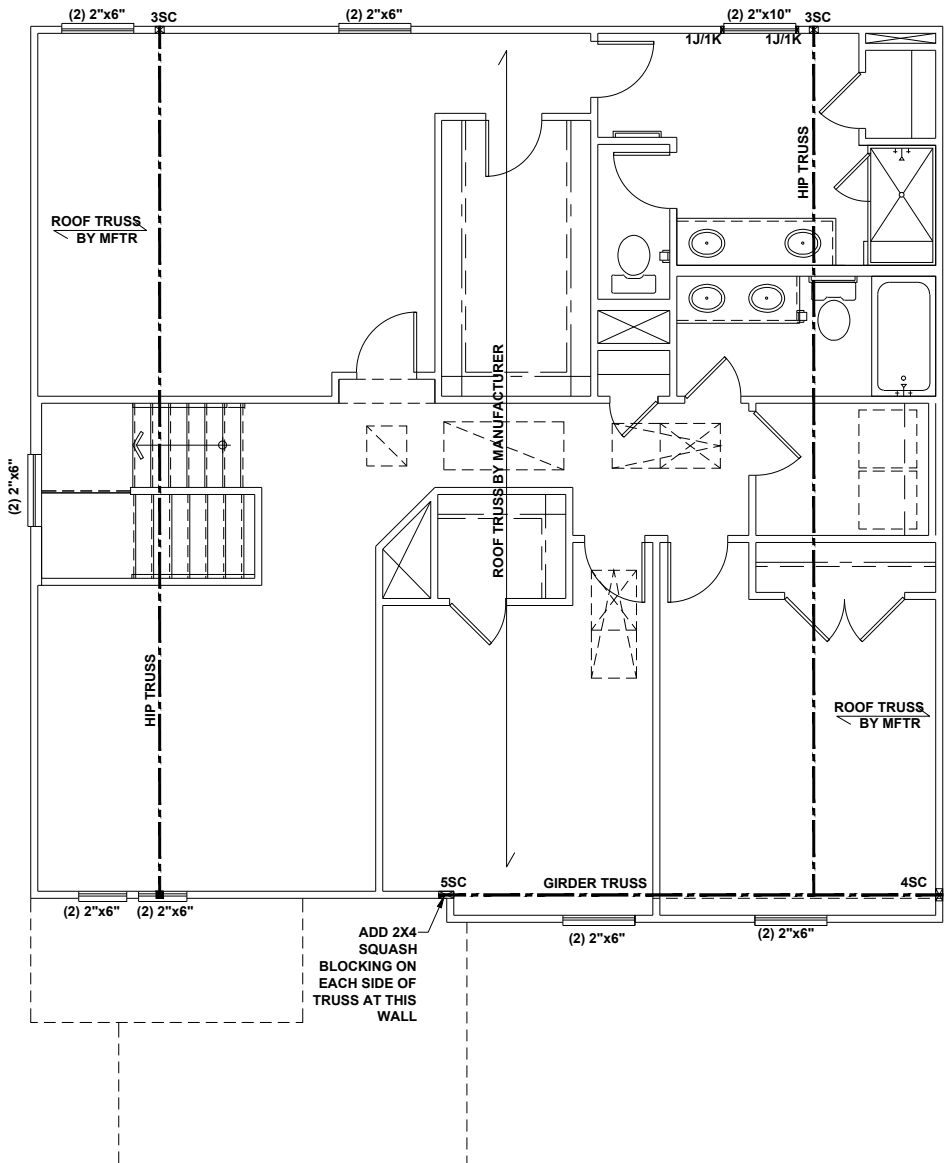 (2) 2"x6"
3SC
(2) 2"x6"
(2) 2"x10"
3SC
1J/1K
1J/1K
HIP TRUSS
ROOF TRUSS
BY MFTR
ROOF TRUSS BY MANUFACTURER
(2) 2"x6"
HIP TRUSS
ROOF TRUSS
BY MFTR
5SC
GIRDER TRUSS
4SC
(2) 2"x6"
(2) 2"x6"
(2) 2"x6"
(2) 2"x6"
ADD 2X4
SQUASH
BLOCKING ON
EACH SIDE OF
TRUSS AT THIS
WALL